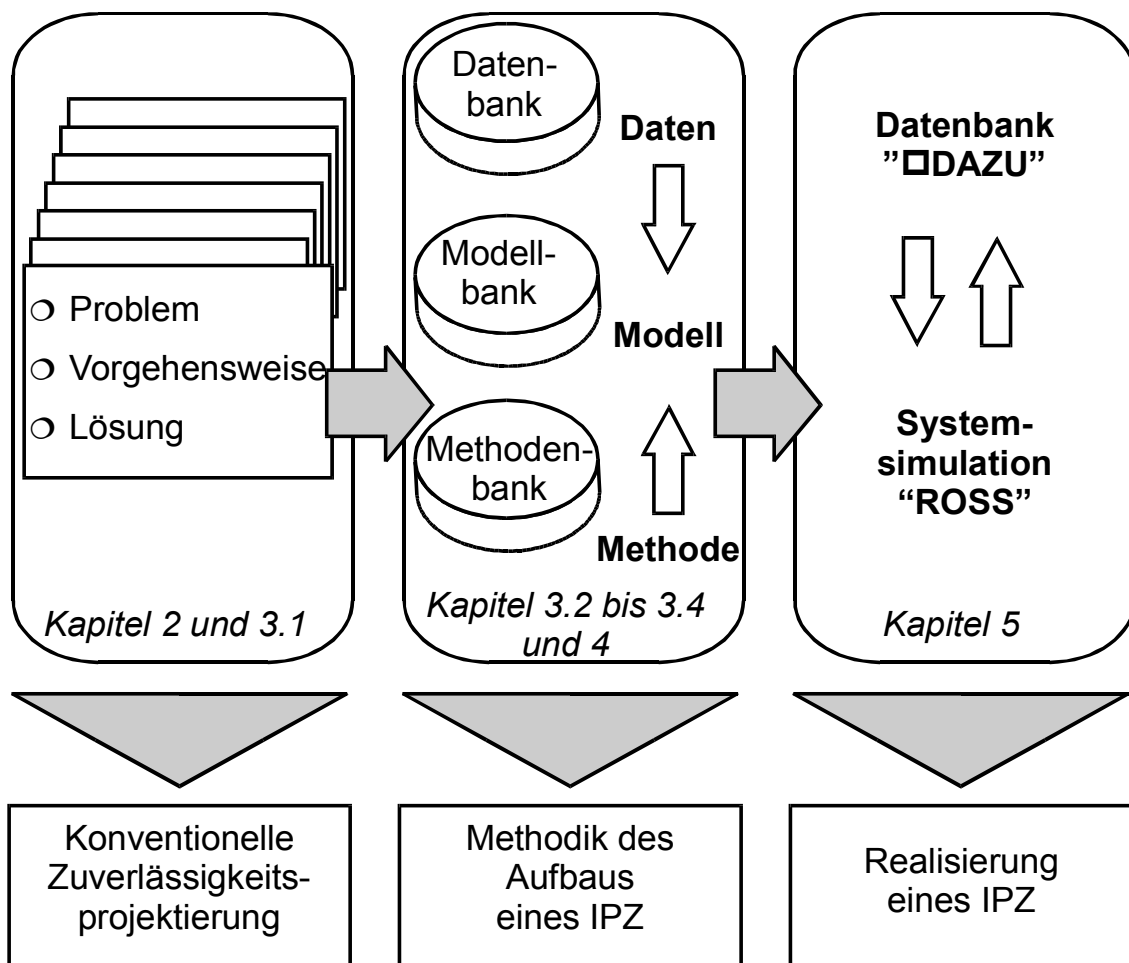 ❍ Problem
❍ Vorgehensweise
❍ Lösung
Kapitel 2 und 3.1
Daten-
bank
Modell-
bank
Methoden-
bank
Daten
Modell
Methode
Kapitel 3.2 bis 3.4
und 4
Datenbank
”□DAZU”
System-
simulation
“ROSS”
Kapitel 5
Konventionelle
Zuverlässigkeits-
projektierung
Methodik des
Aufbaus
eines IPZ
Realisierung
eines IPZ